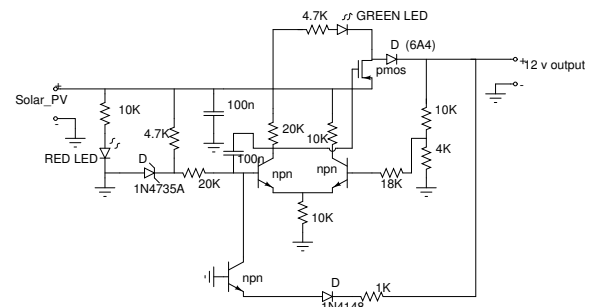 4.7K
GREEN LED
D (6A4)
+
12 v output
pmos
-
+
Solar_PV
-
10K
100n
4.7K
20K
10K
10K
RED LED
4K
D
1N4735A
20K
100n
npn
npn
18K
10K
npn
D
1N4148
1K